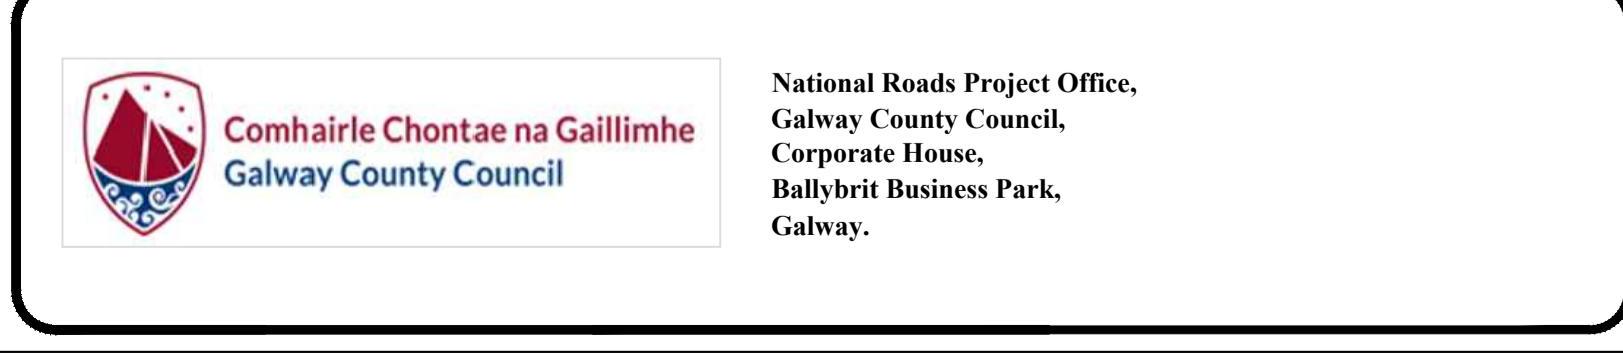 Comhairle Chontae na Gaillimhe
Galway County Council
National Roads Project Office,
Galway County Council,
Corporate House,
Ballybrit Business Park,
Galway.